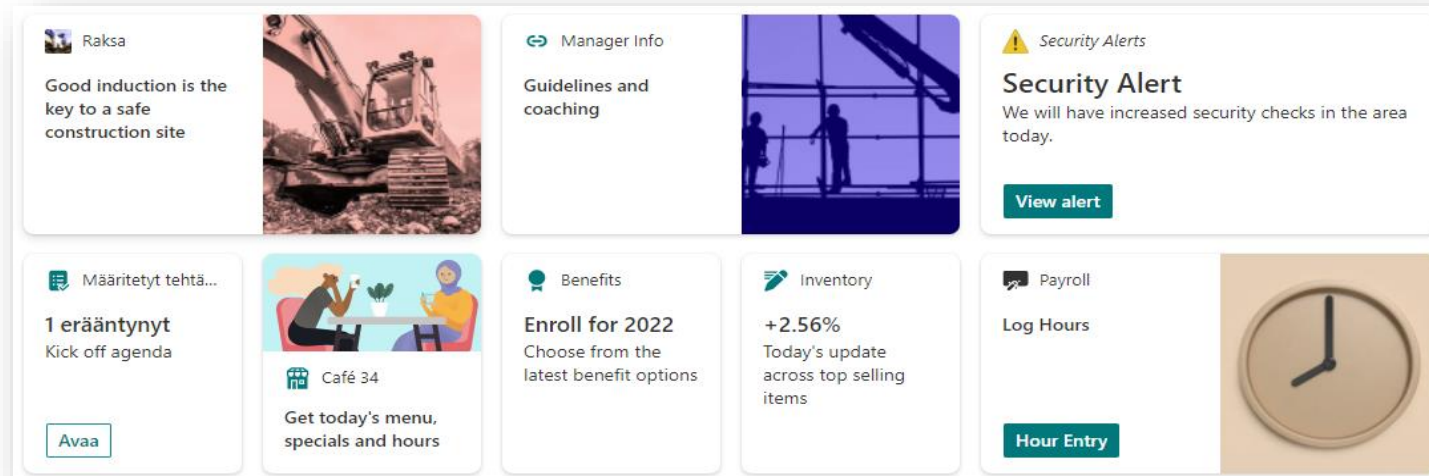 Raksa
Good induction is the
key to a safe
construction site
Manager Info
Guidelines and
coaching
Security Alerts
Security Alert
We will have increased security checks in the area
today.
View alert
Määritetyt tehtä...
1 erääntynyt
Kick off agenda
Avaa
Café 34
Get today's menu,
specials and hours
Benefits
Enroll for 2022
Choose from the
latest benefit options
Inventory
+2.56%
Today's update
across top selling
items
Payroll
Log Hours
Hour Entry